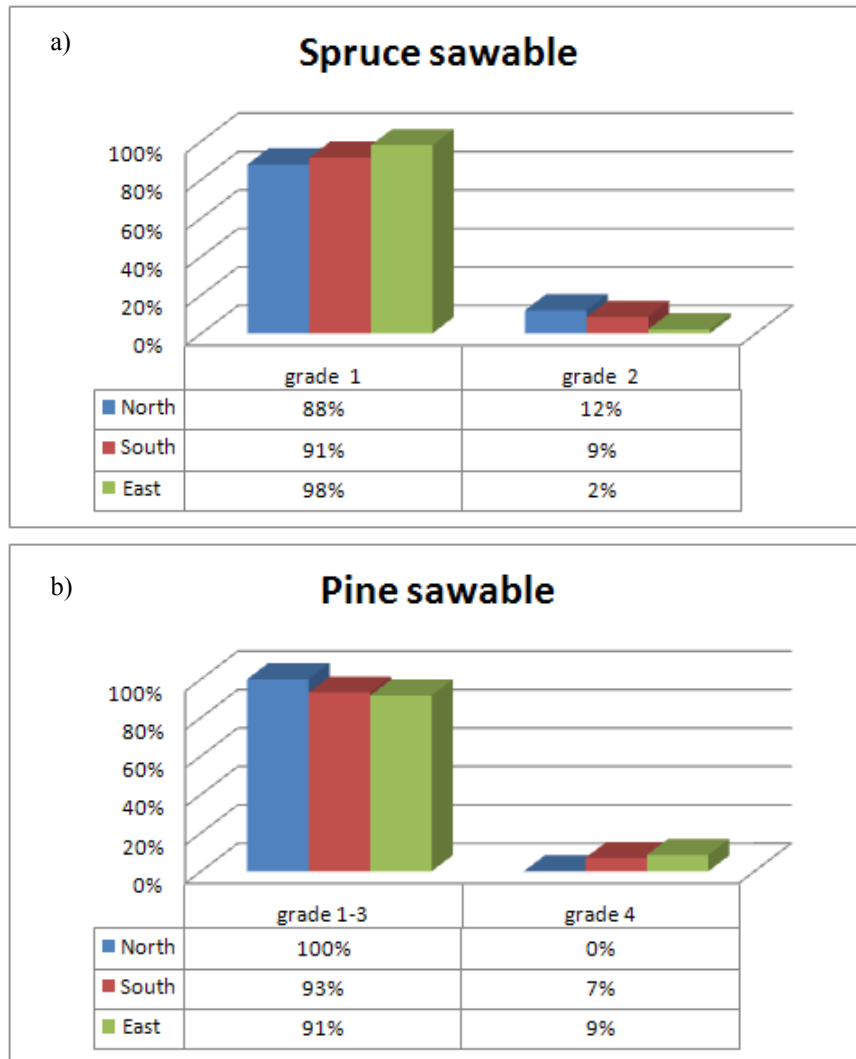 a)
Spruce sawable
100%
80%
60%
40%
20%
0%
grade 1 grade 2
North 88% 12%
South 91% 9%
East 98% 2%
b)
Pine sawable
100%
80%
60%
40%
20%
0%
grade 1-3 grade 4
North 100% 0%
South 93% 7%
East 91% 9%